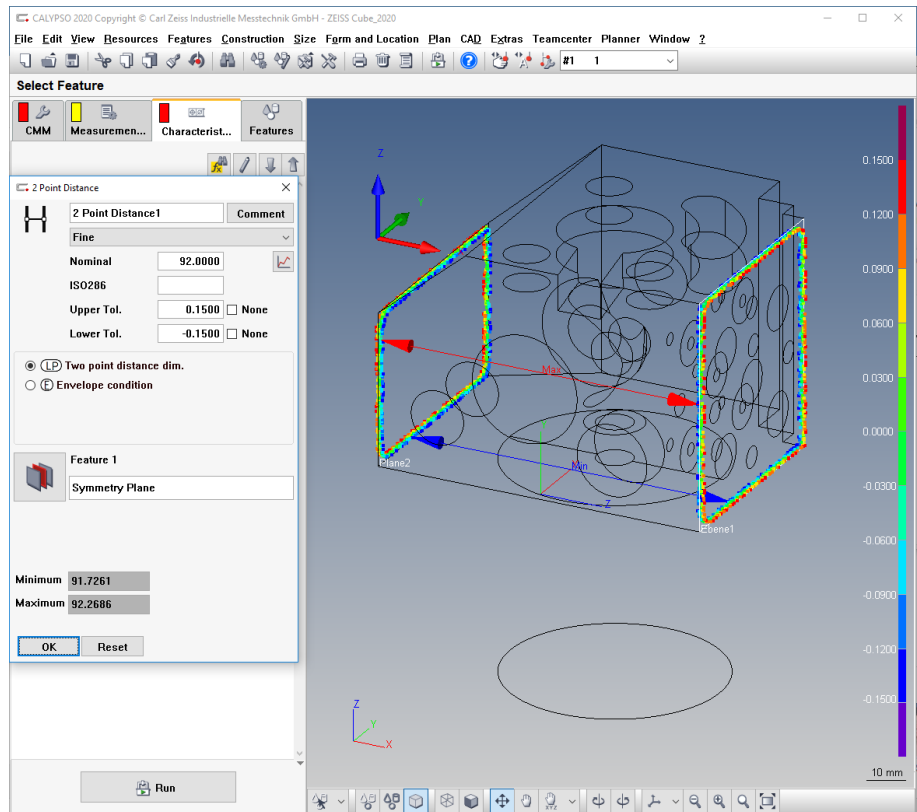 CALYPSO 2020 Copyright © Carl Zeiss Industrielle Messtechnik GmbH - ZEISS Cube_2020
File Edit View Resources Features Construction Size Form and Location Plan CAD Extras Teamcenter Planner Window ?
#1 1
Select Feature
CMM Measuremen... Characterist... Features
fx
2 Point Distance
2 Point Distance1 Comment
Fine
Nominal 92.0000
ISO286
Upper Tol. 0.1500 None
Lower Tol. -0.1500 None
LP Two point distance dim.
E Envelope condition
Feature 1
Symmetry Plane
Minimum 91.7261
Maximum 92.2686
OK Reset
Run
Z
Y
Max
Min
Plane2
Ebene1
Z
Z
Y
X
0.1500
0.1200
0.0900
0.0600
0.0300
0.0000
-0.0300
-0.0600
-0.0900
-0.1200
-0.1500
10 mm
XYZ